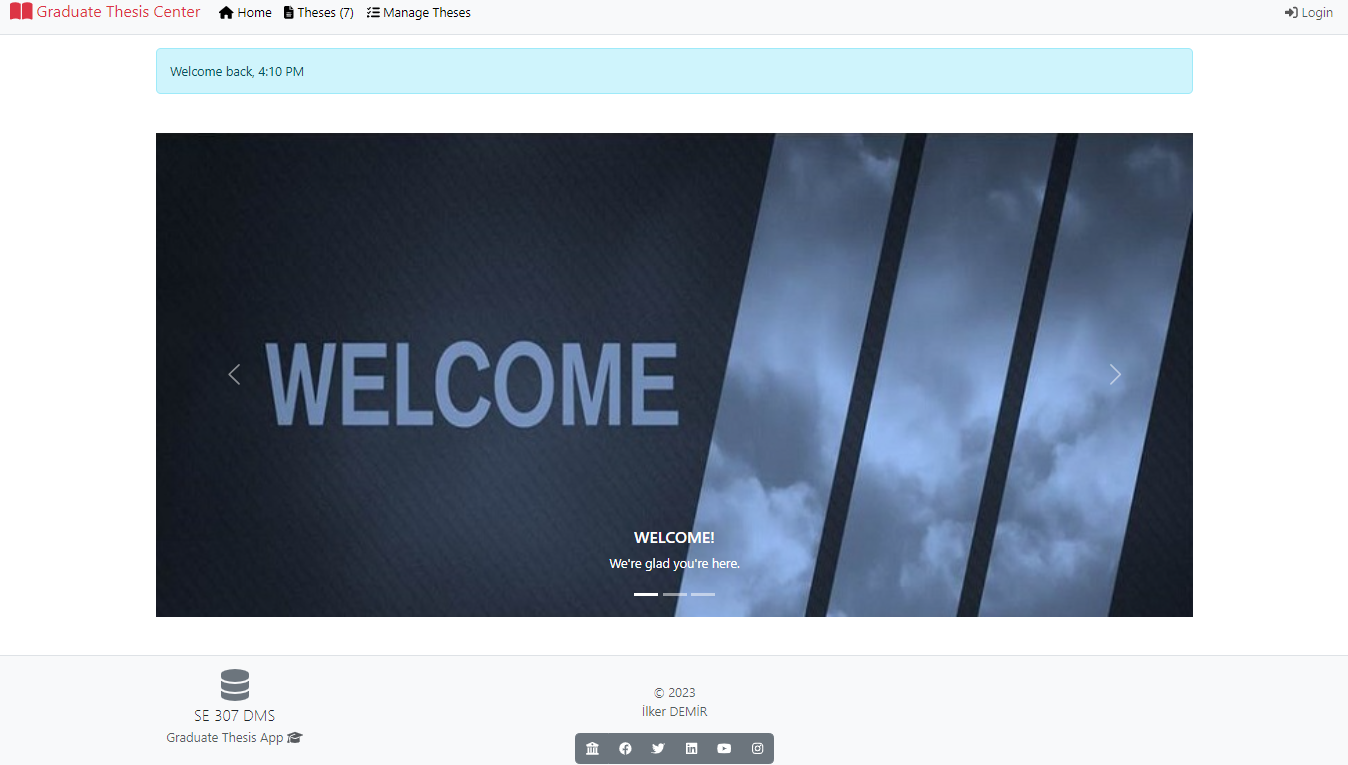 Graduate Thesis Center Home Theses (7) Manage Theses Login
Welcome back, 4:10 PM
WELCOME
WELCOME!
We're glad you're here.
SE 307 DMS
Graduate Thesis App
© 2023
İlker DEMİR